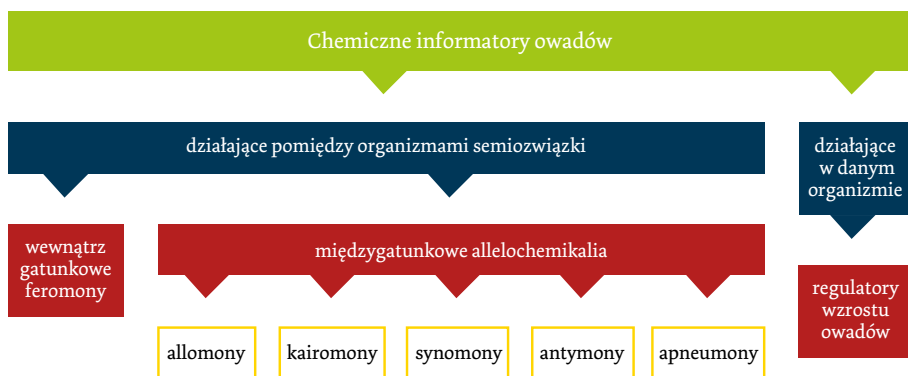 Chemiczne informatory owadów
działające pomiędzy organizmami semiozwiązki
działające
w danym
organizmie
wewnątrz
gatunkowe
feromony
międzygatunkowe allelochemikalia
regulatory
wzrostu
owadów
allomony
kairomony
synomony
antymony
apneumony